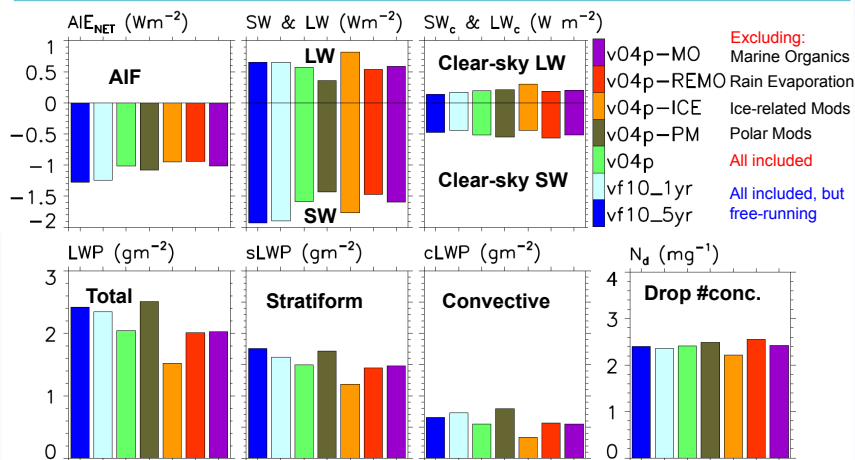 AIE_NET (Wm−2) SW & LW (Wm−2) SW_c & LW_c (W m−2)
1
0.5
0
−0.5
−1
−1.5
−2
AIF
LW
SW
Clear-sky LW
Clear-sky SW
Excluding:
v04p−MO Marine Organics
v04p−REMO Rain Evaporation
v04p−ICE Ice-related Mods
v04p−PM Polar Mods
v04p All included
vf10_1yr All included, but
vf10_5yr free-running
LWP (gm−2) sLWP (gm−2) cLWP (gm−2) N_d (mg−1)
3
2
1
0
Total
Stratiform
Convective
4
3
2
1
0
Drop #conc.